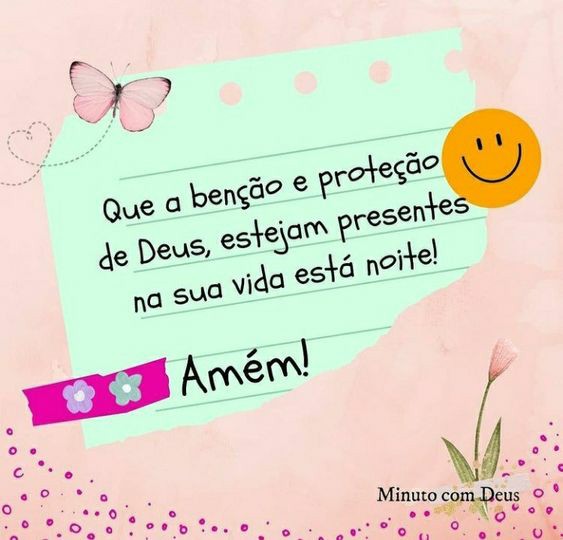 Que a benção e proteção
de Deus, estejam presentes
na sua vida está noite!
Amém!
Minuto com Deus